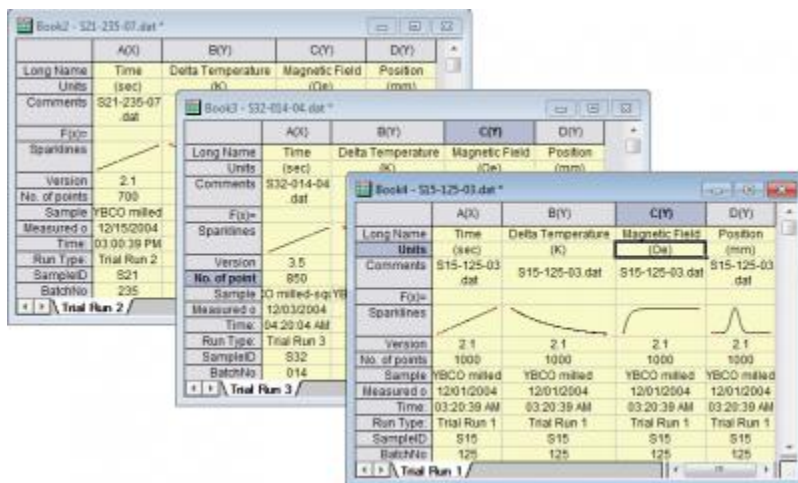 Book2 - S21-235-07.dat *
A(X) B(Y) C(Y) D(Y)
Long Name Time Delta Temperature Magnetic Field Position
Units (sec) (K) (Oe) (mm)
Comments S21-235-07
.dat
F(x)=
Sparklines
Version 2.1
No. of points 700
Sample YBCO milled
Measured o 12/15/2004
Time: 03:00:39 PM
Run Type: Trial Run 2
SampleID S21
BatchNo 235
Trial Run 2
Book3 - S32-014-04.dat *
A(X) B(Y) C(Y) D(Y)
Long Name Time Delta Temperature Magnetic Field Position
Units (sec) (K) (Oe) (mm)
Comments S32-014-04
.dat
F(x)=
Sparklines
Version 3.5
No. of point 850
Sample milled-sq
Measured o 12/03/2004
Time: 04:20:04 AM
Run Type: Trial Run 3
SampleID S32
BatchNo 014
Trial Run 3
Book4 - S15-125-03.dat *
A(X) B(Y) C(Y) D(Y)
Long Name Time Delta Temperature Magnetic Field Position
Units (sec) (K) (Oe) (mm)
Comments S15-125-03 S15-125-03.dat S15-125-03.dat S15-125-03
.dat .dat
F(x)=
Sparklines
Version 2.1 2.1 2.1 2.1
No. of points 1000 1000 1000 1000
Sample YBCO milled YBCO milled YBCO milled YBCO milled
Measured o 12/01/2004 12/01/2004 12/01/2004 12/01/2004
Time: 03:20:39 AM 03:20:39 AM 03:20:39 AM 03:20:39 AM
Run Type: Trial Run 1 Trial Run 1 Trial Run 1 Trial Run 1
SampleID S15 S15 S15 S15
BatchNo 125 125 125 125
Trial Run 1